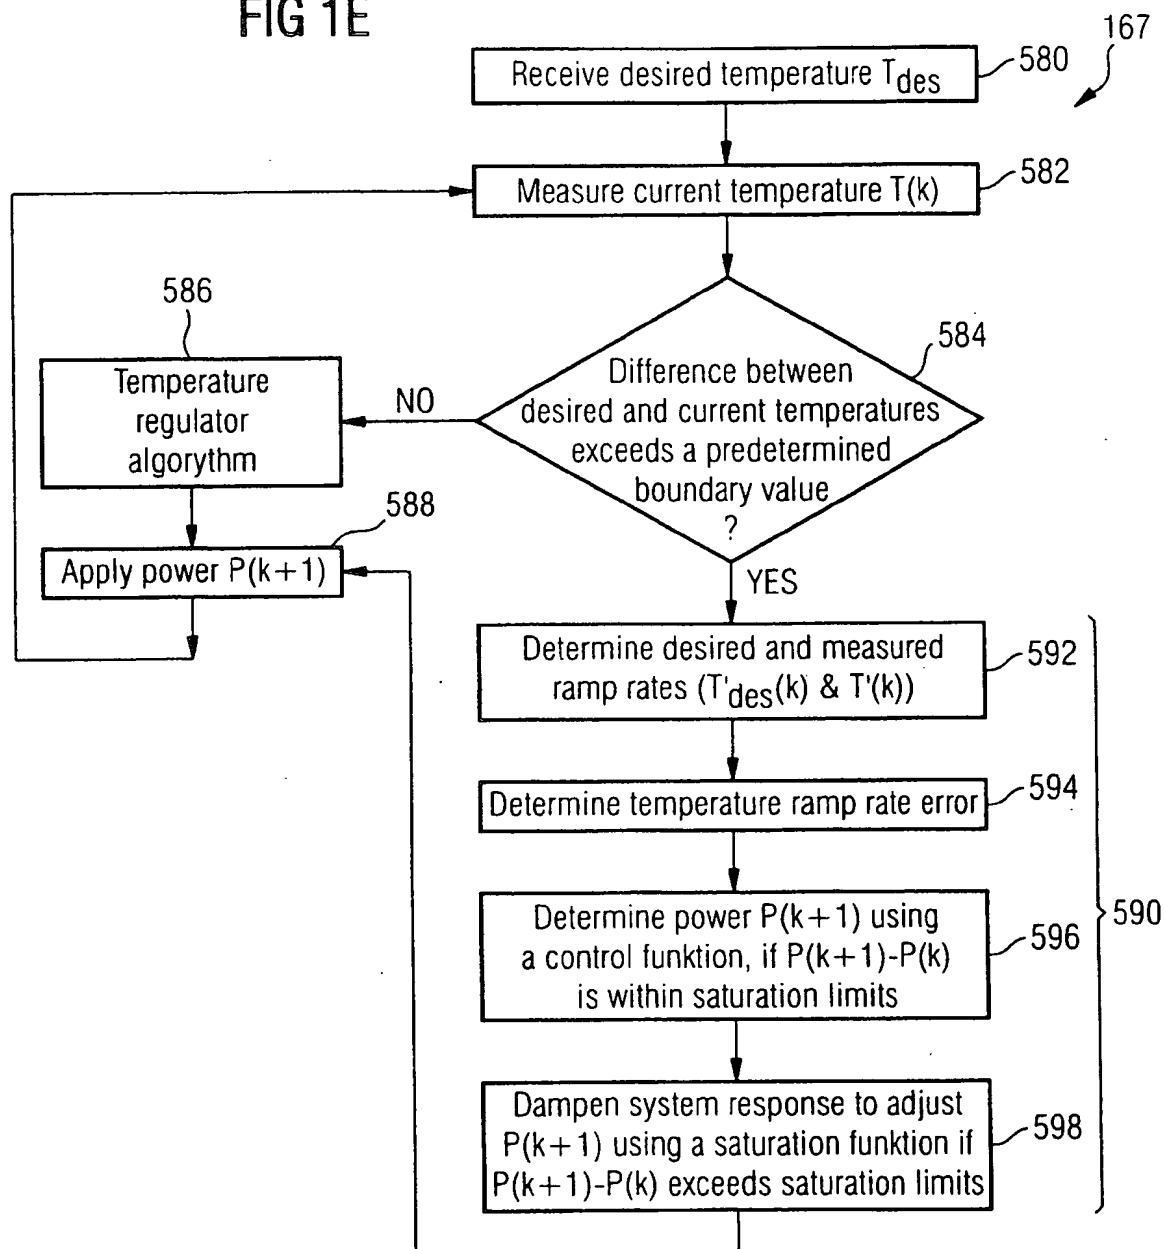 FIG 1E
167
Receive desired temperature Tdes
580
Measure current temperature T(k)
582
586
584
Difference between
desired and current temperatures
exceeds a predetermined
boundary value
?
NO
Temperature
regulator
algorythm
588
Apply power P(k+1)
YES
Determine desired and measured
ramp rates (T'des(k) & T'(k))
592
Determine temperature ramp rate error
594
Determine power P(k+1) using
a control funktion, if P(k+1)-P(k)
is within saturation limits
596
590
Dampen system response to adjust
P(k+1) using a saturation funktion if
P(k+1)-P(k) exceeds saturation limits
598